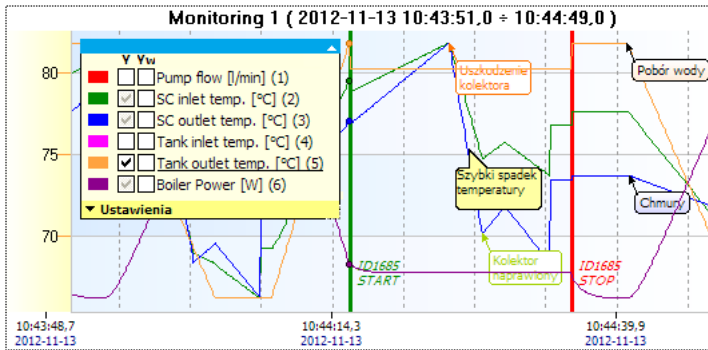 Monitoring 1 ( 2012-11-13 10:43:51,0 ÷ 10:44:49,0 )
Y Yw
Pump flow [l/min] (1)
SC inlet temp. [°C] (2)
SC outlet temp. [°C] (3)
Tank inlet temp. [°C] (4)
Tank outlet temp. [°C] (5)
Boiler Power [W] (6)
Ustawienia
80
75
70
Uszkodzenie
kolektora
Pobór wody
Szybki spadek
temperatury
Chmury
Kolektor
naprawiony
ID1685
START
ID1685
STOP
10:43:48,7
2012-11-13
10:44:14,3
2012-11-13
10:44:39,9
2012-11-13